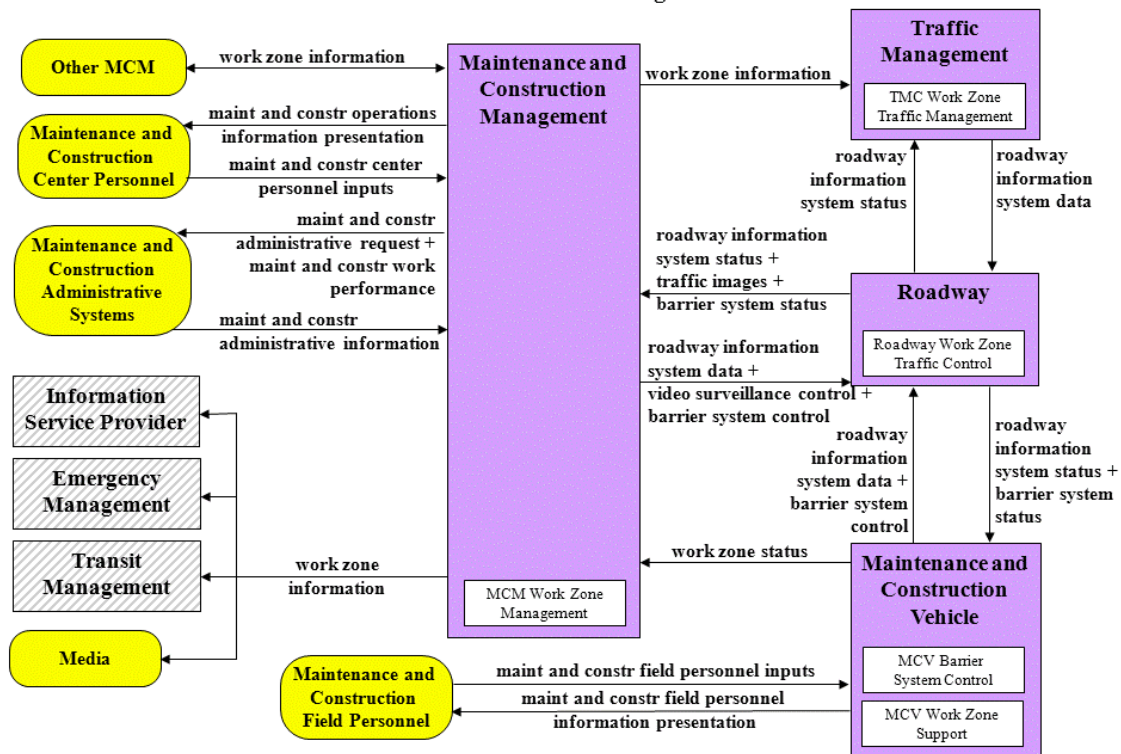 Other MCM
work zone information
Maintenance and
Construction
Management
work zone information
Traffic
Management
TMC Work Zone
Traffic Management
Maintenance and
Construction
Center Personnel
maint and constr operations
information presentation
maint and constr center
personnel inputs
roadway
information
system status
roadway
information
system data
Maintenance and
Construction
Administrative
Systems
maint and constr
administrative request +
maint and constr work
performance
maint and constr
administrative information
roadway information
system status +
traffic images +
barrier system status
Roadway
Roadway Work Zone
Traffic Control
roadway information
system data +
video surveillance control +
barrier system control
Information
Service Provider
Emergency
Management
Transit
Management
Media
work zone
information
MCM Work Zone
Management
roadway
information
system data +
barrier system
control
roadway
information
system status +
barrier system
status
work zone status
Maintenance and
Construction
Vehicle
MCV Barrier
System Control
MCV Work Zone
Support
Maintenance and
Construction
Field Personnel
maint and constr field personnel inputs
maint and constr field personnel
information presentation